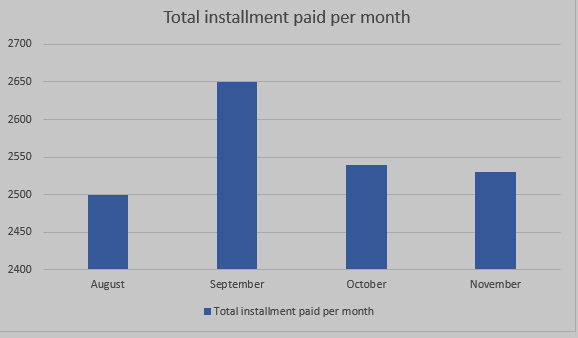 Total installment paid per month
2700
2650
2600
2550
2500
2450
2400
August September October November
Total installment paid per month